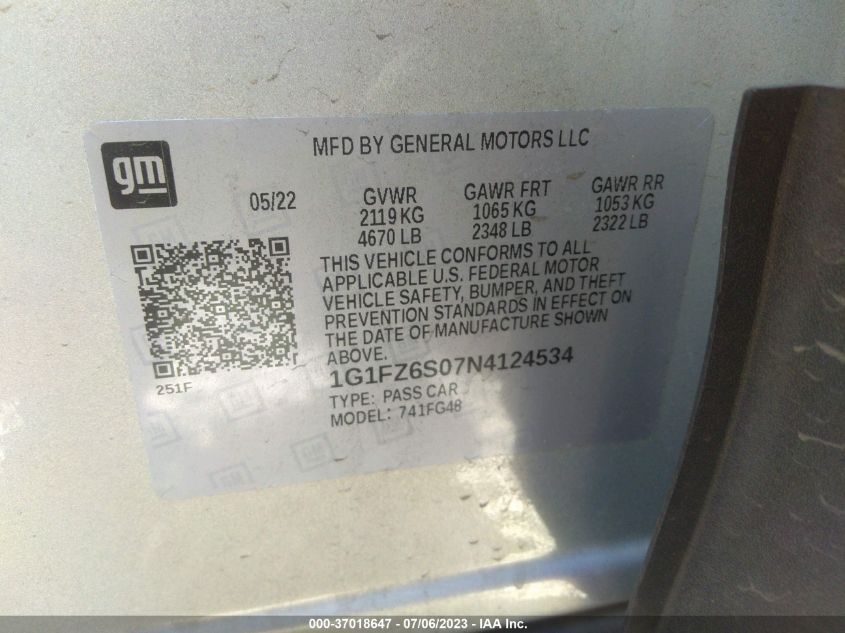 gm
MFD BY GENERAL MOTORS LLC
05/22
GVWR
2119 KG
4670 LB
GAWR FRT
1065 KG
2348 LB
GAWR RR
1053 KG
2322 LB
THIS VEHICLE CONFORMS TO ALL
APPLICABLE U.S. FEDERAL MOTOR
VEHICLE SAFETY, BUMPER, AND THEFT
PREVENTION STANDARDS IN EFFECT ON
THE DATE OF MANUFACTURE SHOWN
ABOVE.
251F
1G1FZ6S07N4124534
TYPE: PASS CAR
MODEL: 741FG48
000-37018647 - 07/06/2023 - IAA Inc.